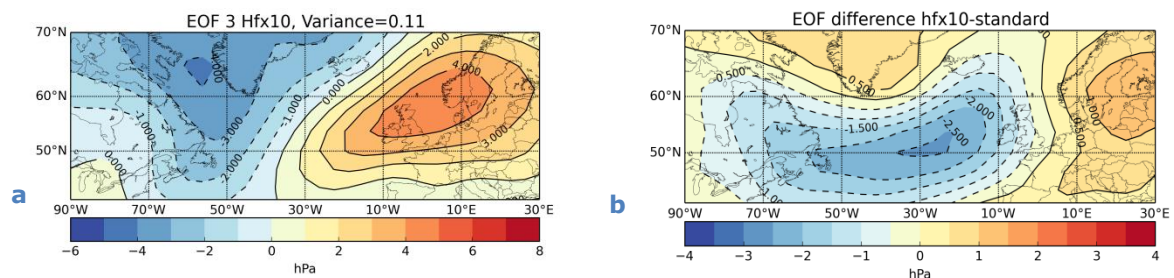 EOF 3 Hfx10, Variance=0.11
70°N
60°N
50°N
90°W 70°W 50°W 30°W 10°W 10°E 30°E
2.000
4.000
0.000
1.000
-3.000
2.000
3.000
0.000
−6 −4 −2 0 2 4 6 8
hPa
a
EOF difference hfx10-standard
70°N
60°N
50°N
90°W 70°W 50°W 30°W 10°W 10°E 30°E
0.500
0.500
-2.000
-1.500
-2.500
1.000
0.500
−4 −3 −2 −1 0 1 2 3 4
hPa
b